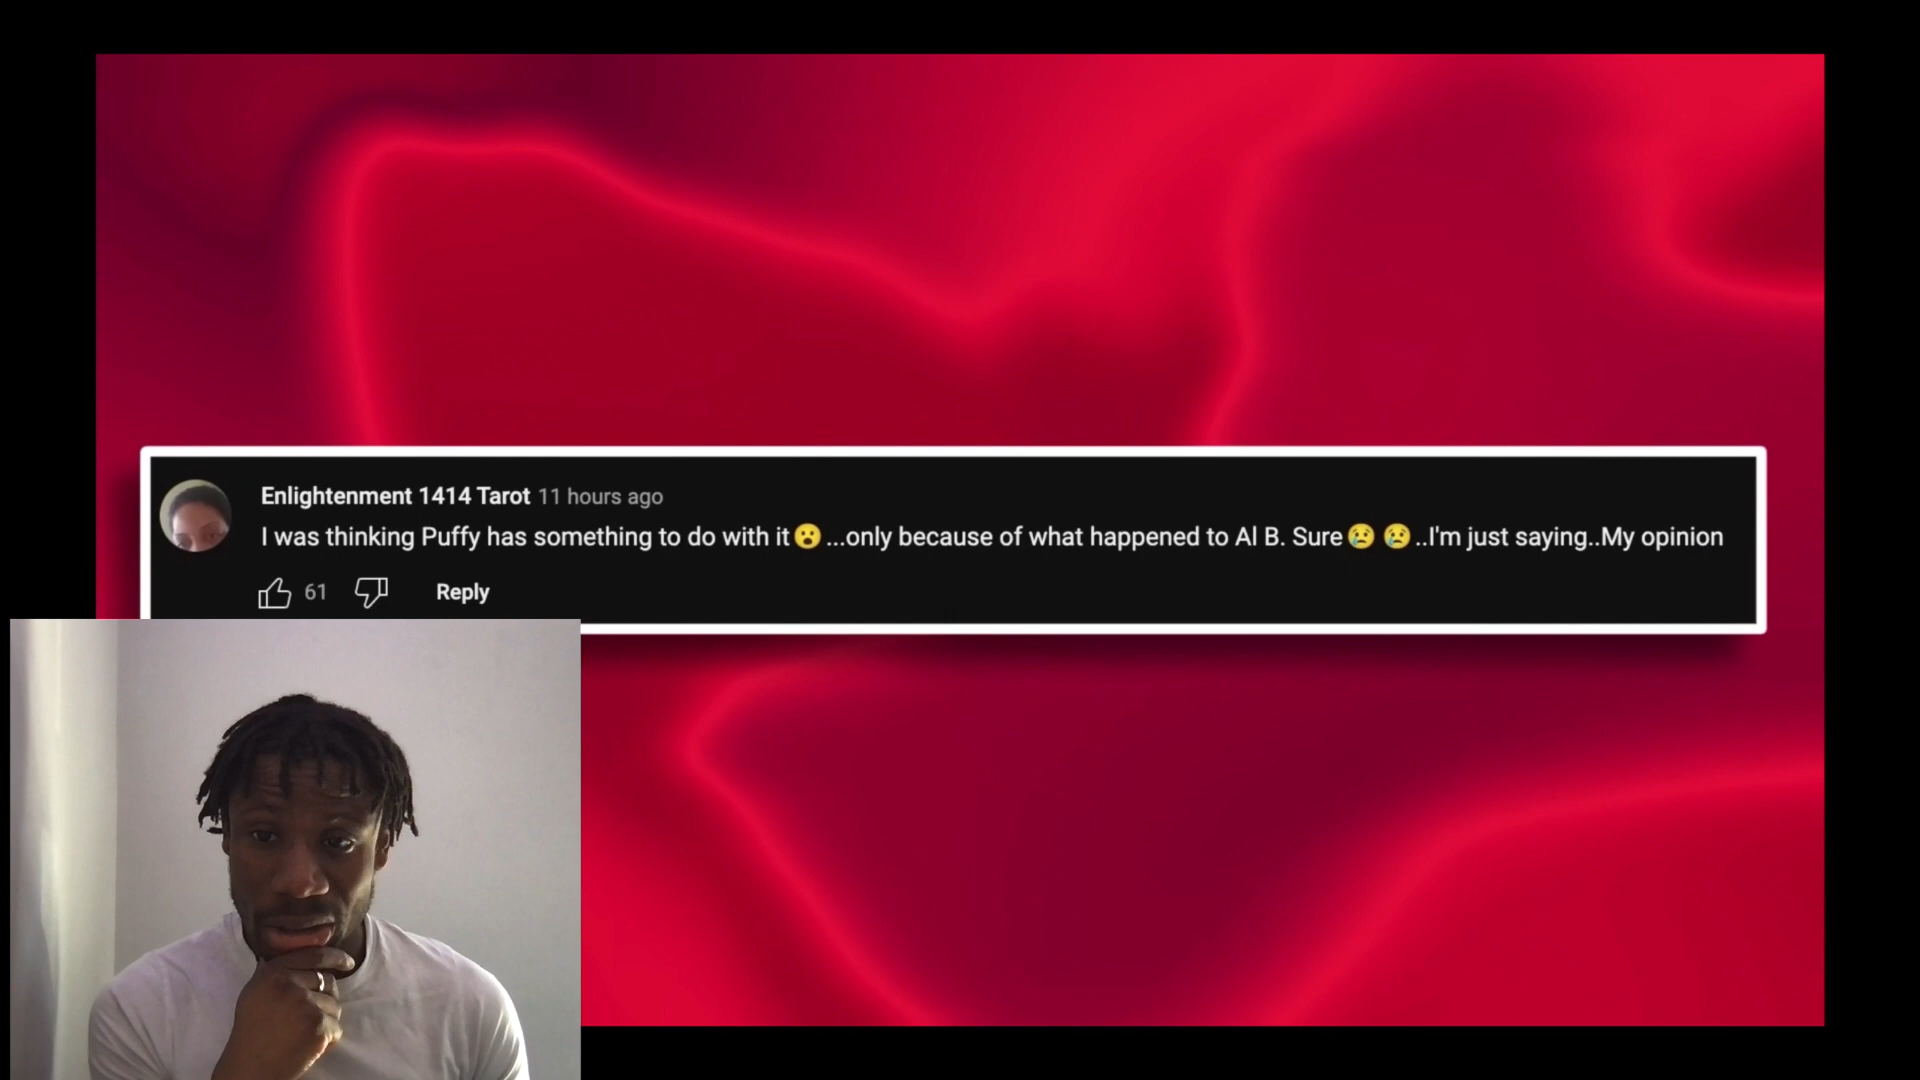 Enlightenment 1414 Tarot 11 hours ago
I was thinking Puffy has something to do with it😮...only because of what happened to Al B. Sure😢 😢..I'm just saying..My opinion
61 Reply